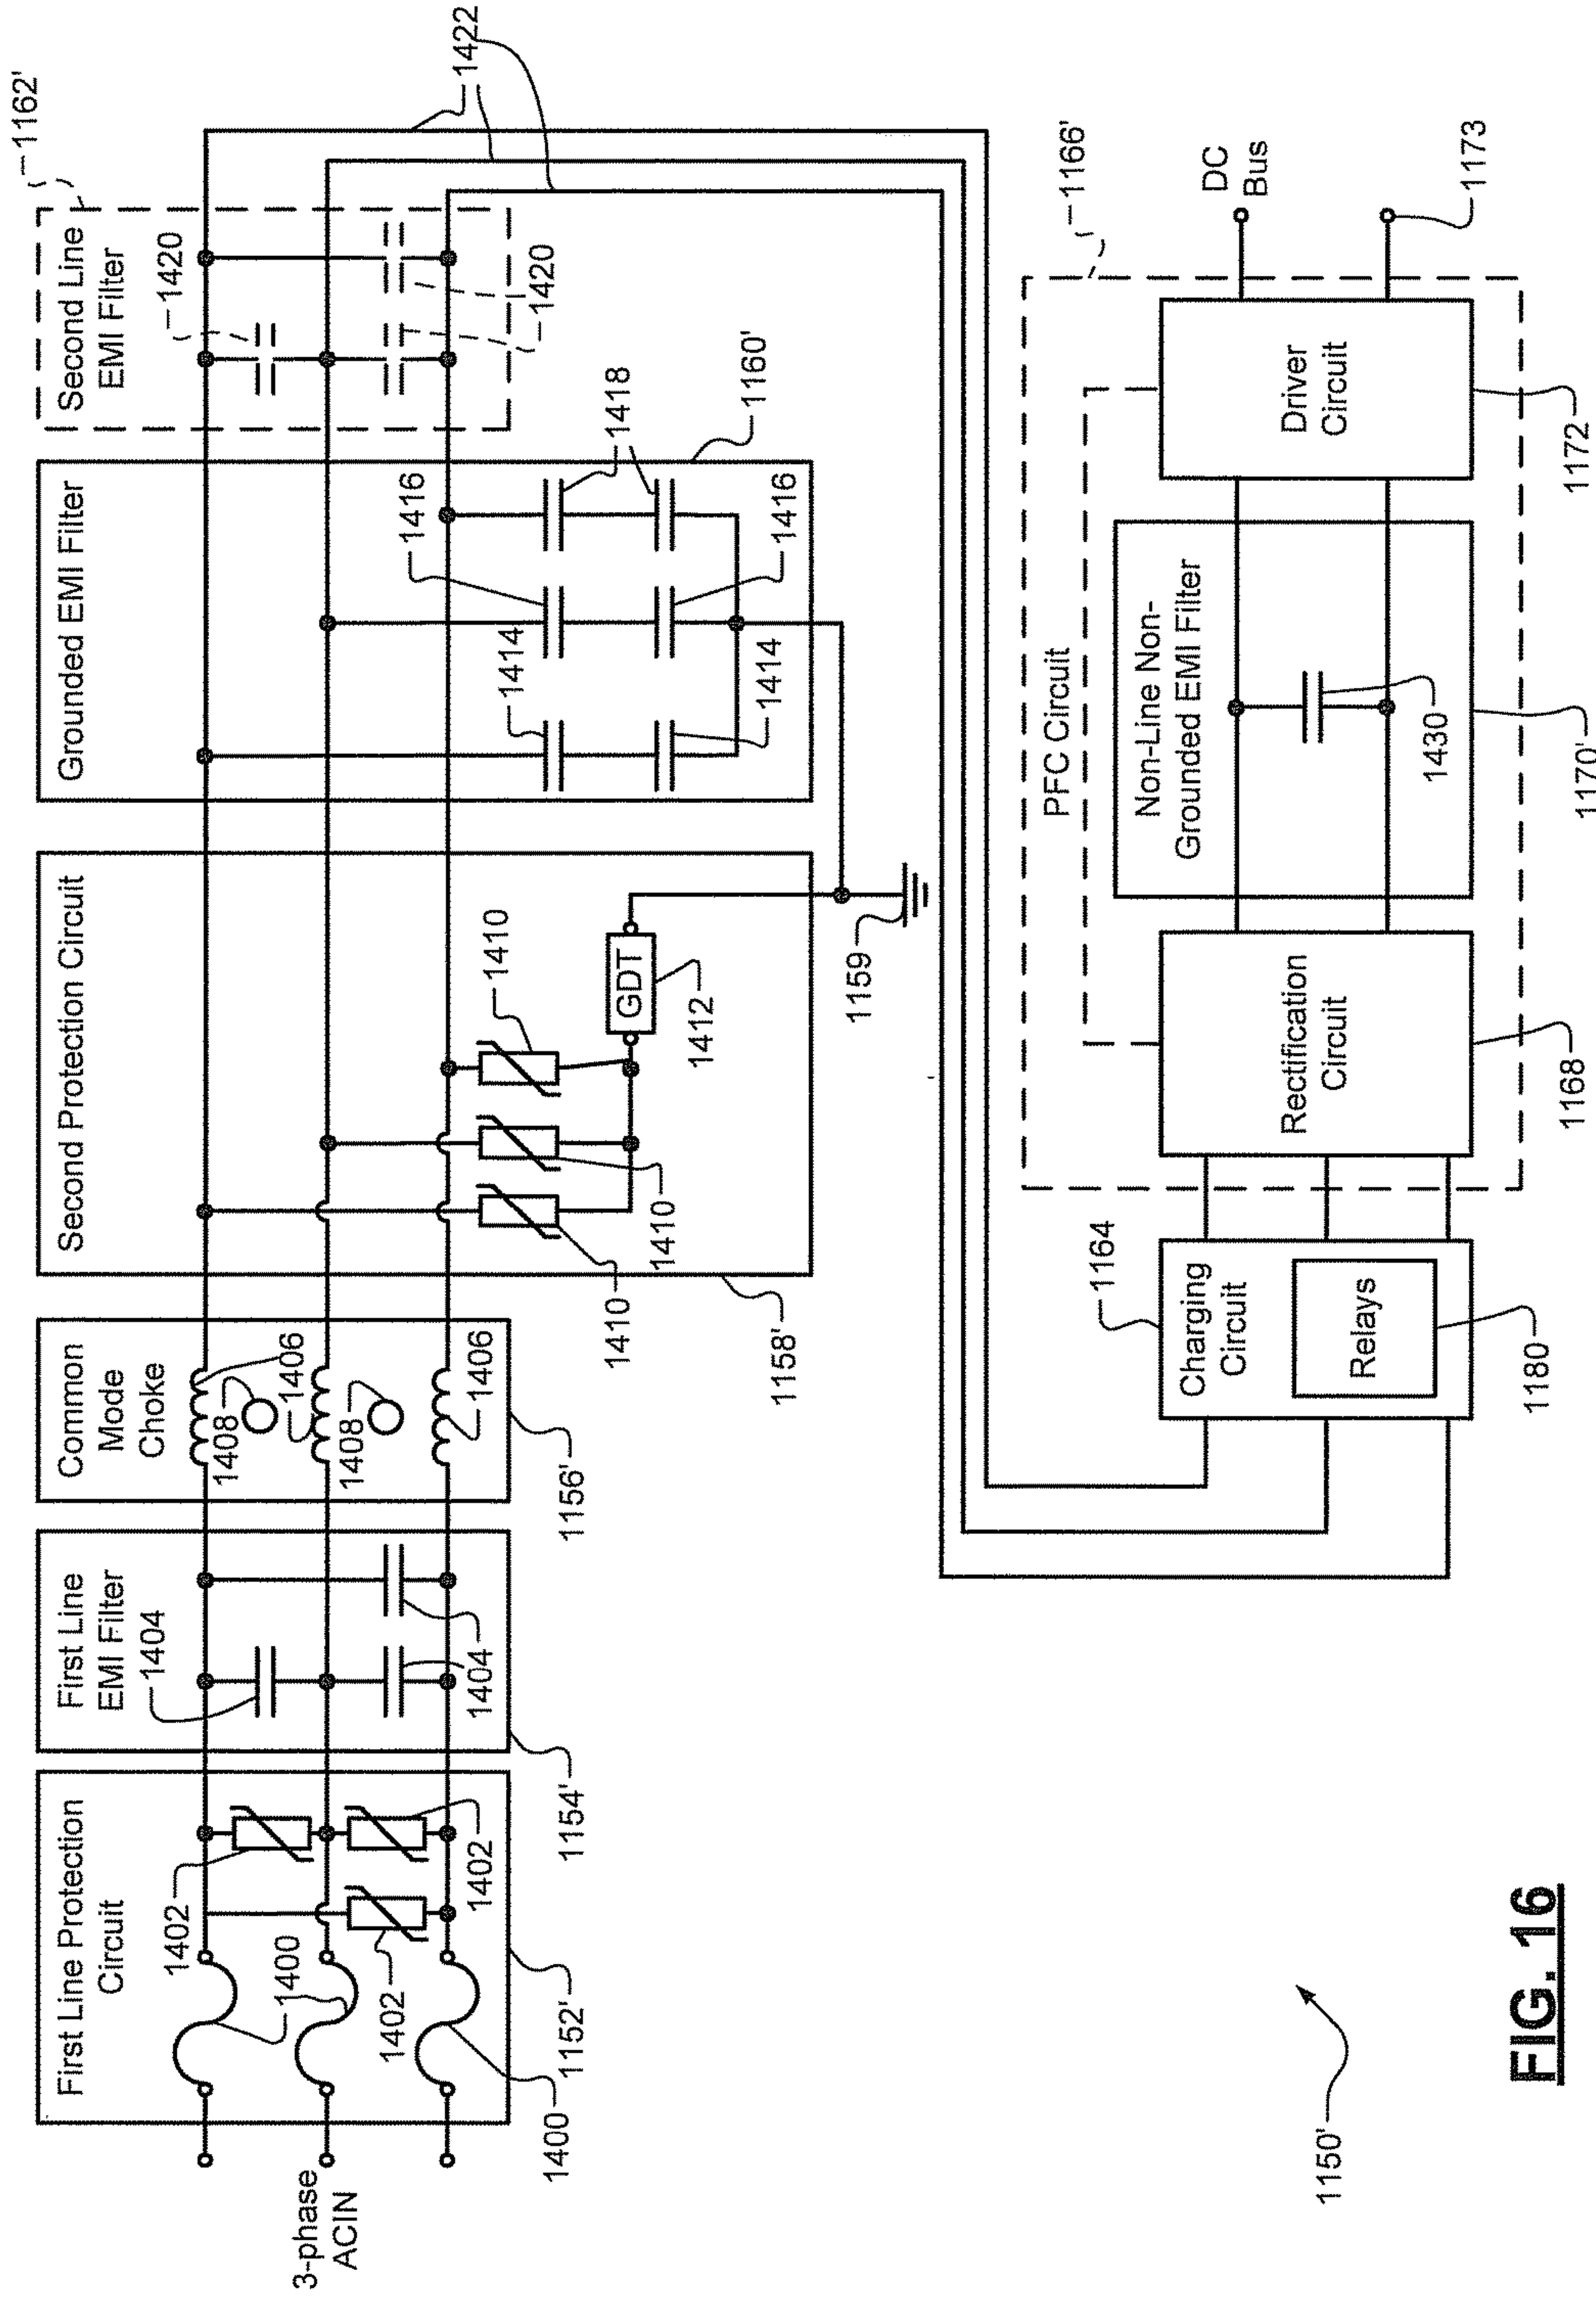 First Line Protection
Circuit
1402
1400
1402
1402
1400
1152'
3-phase
ACIN
First Line
EMI Filter
1404
1404
1154'
Common
Mode
Choke
1408
1406
1408
1406
1156'
Second Protection Circuit
1410
1410
1410
GDT
1412
1158'
1159
Grounded EMI Filter
1414
1414
1416
1416
1418
1160'
Second Line
EMI Filter
1420
1420
1162'
1422
1164
Charging
Circuit
Relays
1180
PFC Circuit
1166'
Rectification
Circuit
1168
Non-Line Non-
Grounded EMI Filter
1430
1170'
Driver
Circuit
1172
DC
Bus
1173
1150'
FIG. 16